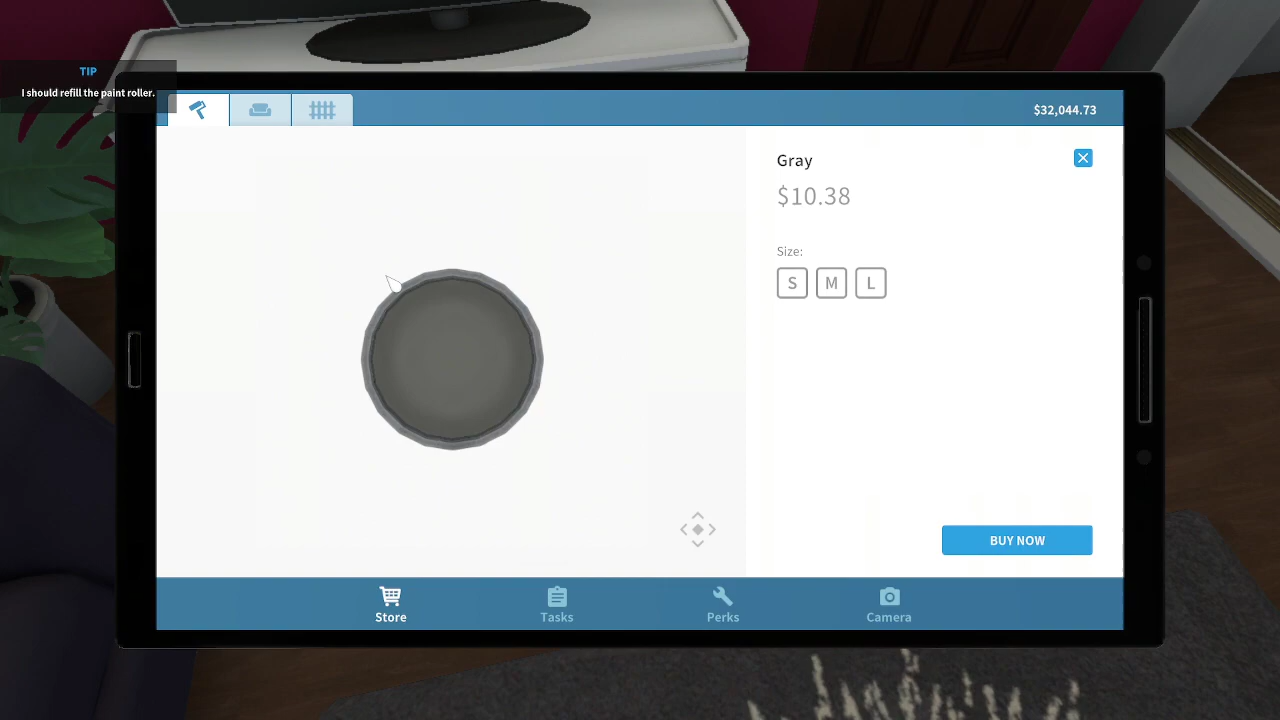 TIP
I should refill the paint roller.
$32,044.73
Gray
$10.38
Size:
S M L
BUY NOW
Store
Tasks
Perks
Camera